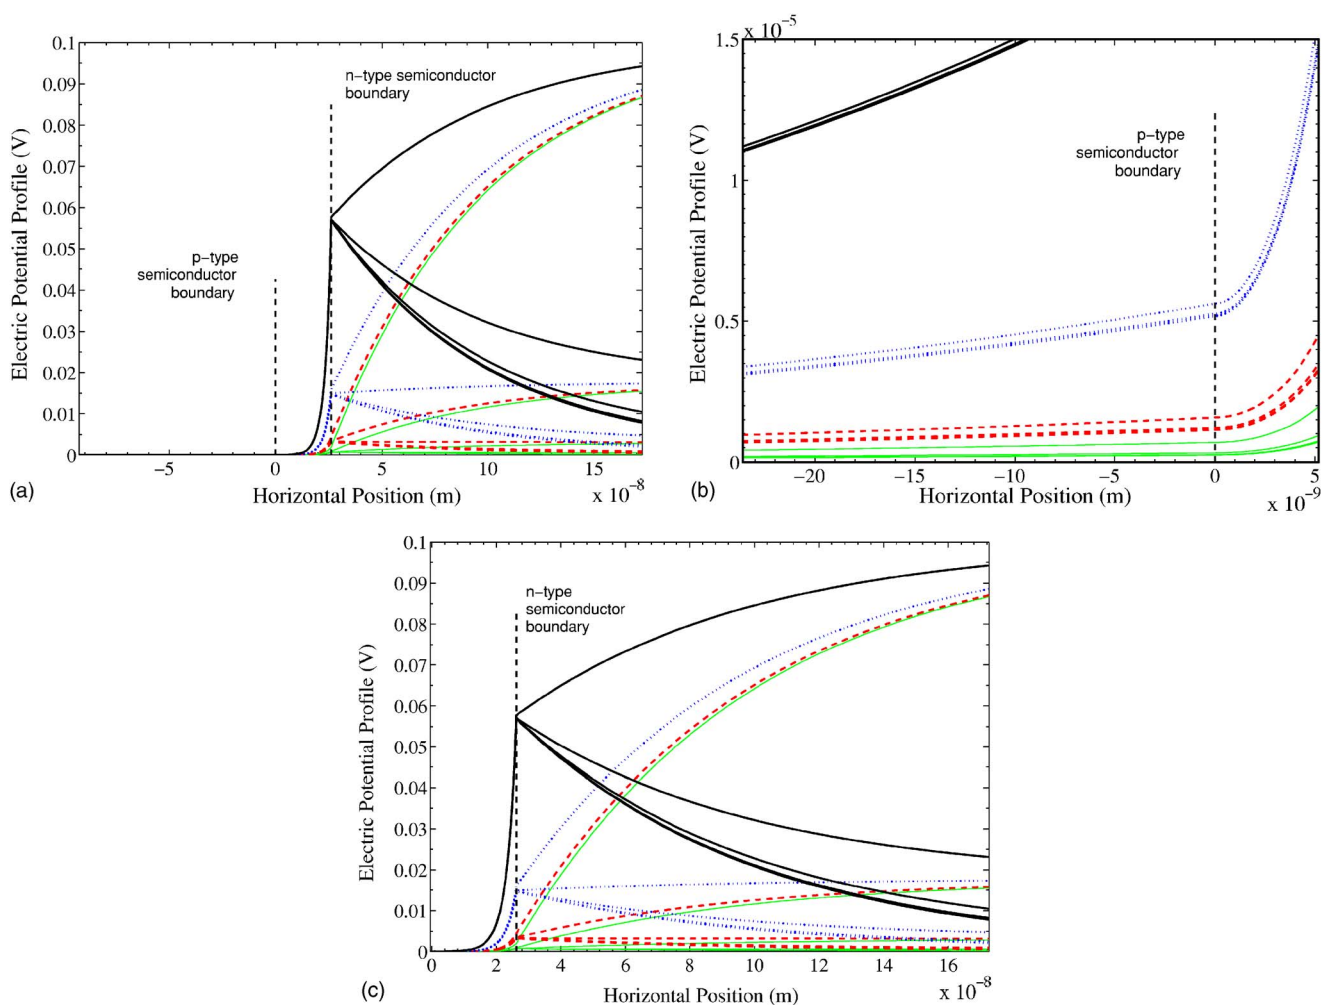 0.1
0.09
0.08
0.07
0.06
0.05
0.04
0.03
0.02
0.01
0
Electric Potential Profile (V)
n−type semiconductor
boundary
p−type
semiconductor
boundary
−5
0
5
10
15
Horizontal Position (m)
x 10⁻⁸
(a)
x 10⁻⁵
1.5
1
0.5
0
Electric Potential Profile (V)
p−type
semiconductor
boundary
−20
−15
−10
−5
0
5
Horizontal Position (m)
x 10⁻⁹
(b)
0.1
0.09
0.08
0.07
0.06
0.05
0.04
0.03
0.02
0.01
0
Electric Potential Profile (V)
n−type
semiconductor
boundary
0
2
4
6
8
10
12
14
16
Horizontal Position (m)
x 10⁻⁸
(c)